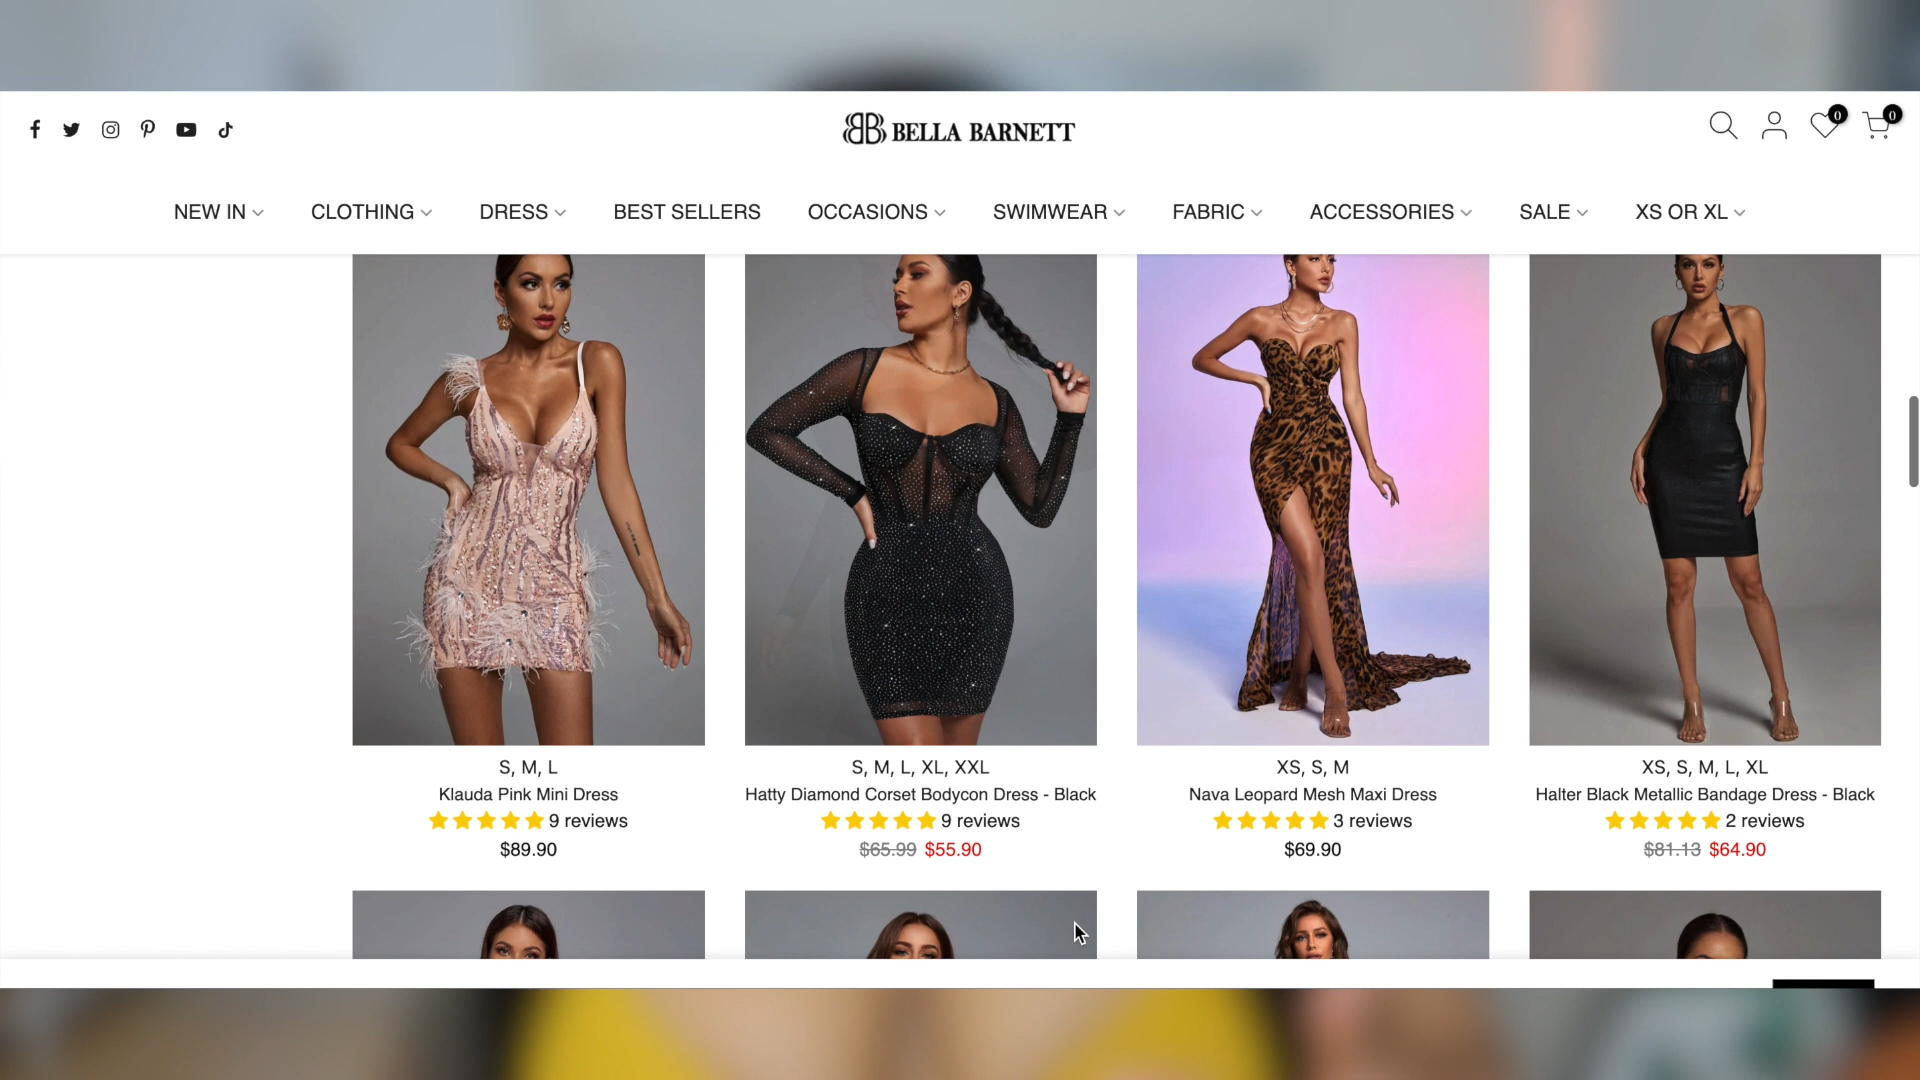 BELLA BARNETT
0
0
NEW IN
CLOTHING
DRESS
BEST SELLERS
OCCASIONS
SWIMWEAR
FABRIC
ACCESSORIES
SALE
XS OR XL
S, M, L
Klauda Pink Mini Dress
9 reviews
$89.90
S, M, L, XL, XXL
Hatty Diamond Corset Bodycon Dress - Black
9 reviews
$65.99 $55.90
XS, S, M
Nava Leopard Mesh Maxi Dress
3 reviews
$69.90
XS, S, M, L, XL
Halter Black Metallic Bandage Dress - Black
2 reviews
$81.13 $64.90